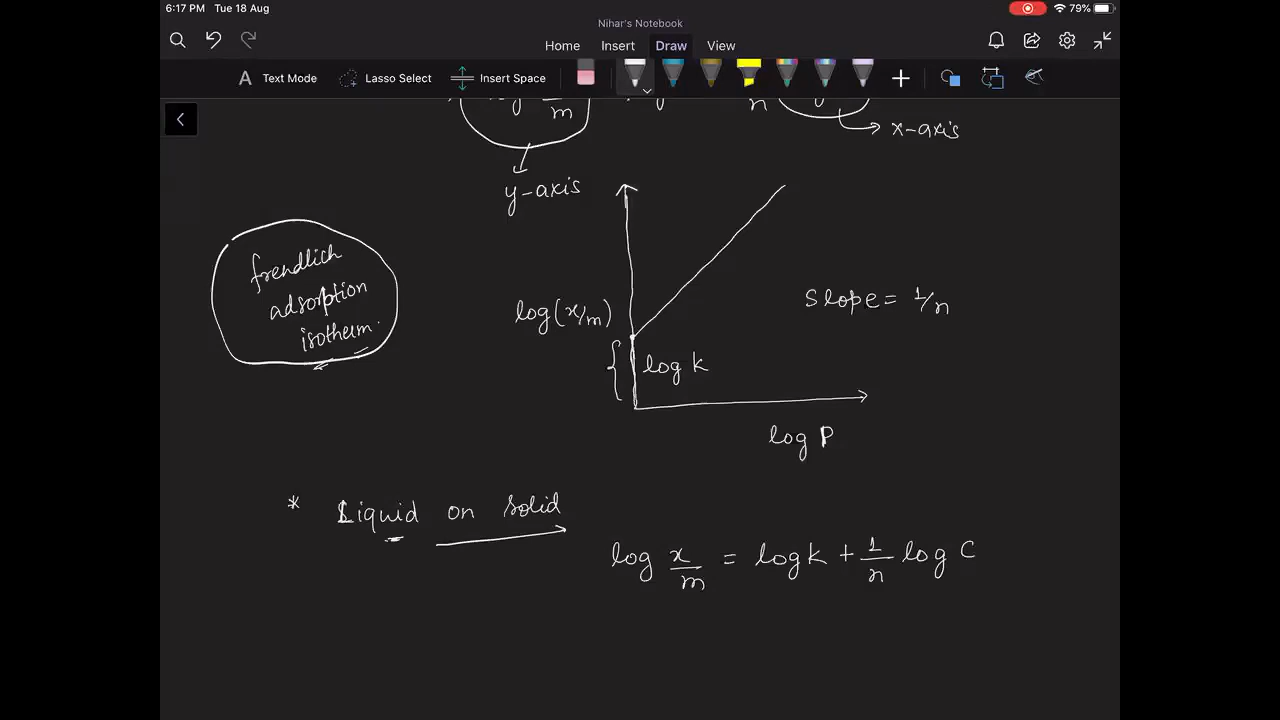 6:17 PM Tue 18 Aug
79%
Nihar's Notebook
Home Insert Draw View
A Text Mode Lasso Select Insert Space
m
n
x-axis
y-axis
frendlich
adsorption
isotherm.
log(x/m)
slope = 1/n
{ log k
log P
* Liquid on solid
log x/m = log k + 1/n log C